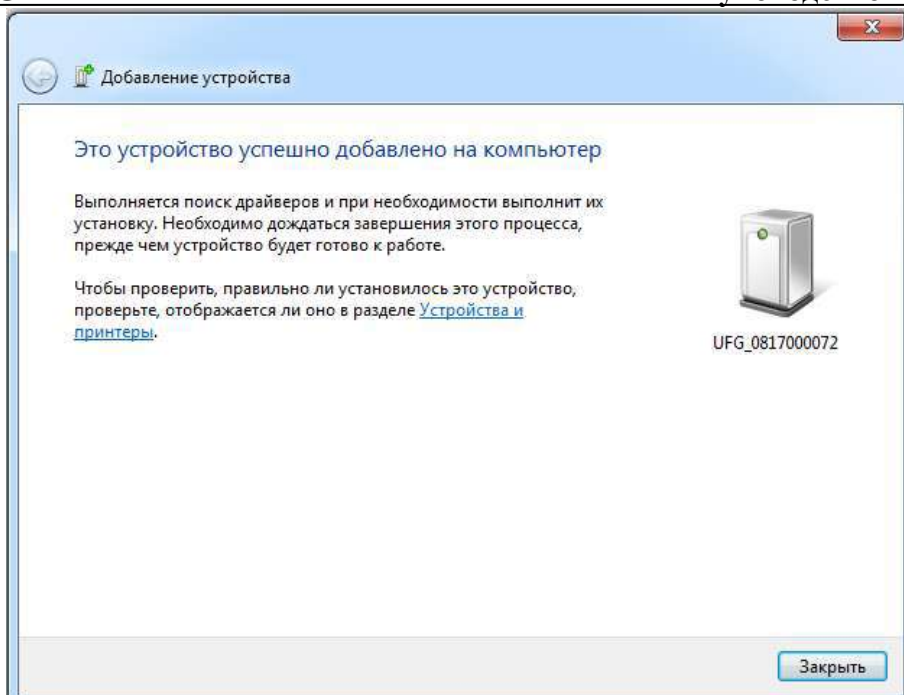 Добавление устройства
Это устройство успешно добавлено на компьютер
Выполняется поиск драйверов и при необходимости выполнит их
установку. Необходимо дождаться завершения этого процесса,
прежде чем устройство будет готово к работе.
Чтобы проверить, правильно ли установилось это устройство,
проверьте, отображается ли оно в разделе Устройства и
принтеры.
UFG_0817000072
Закрыть